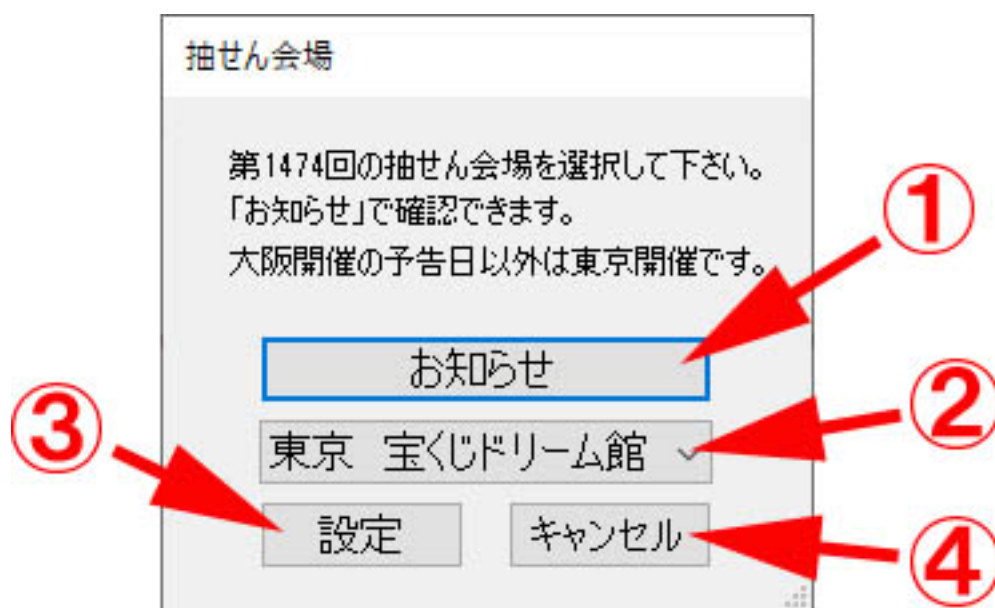 抽せん会場
第1474回の抽せん会場を選択して下さい。
「お知らせ」で確認できます。
大阪開催の予告日以外は東京開催です。
①
お知らせ
②
東京 宝くじドリーム館
③
設定
キャンセル
④